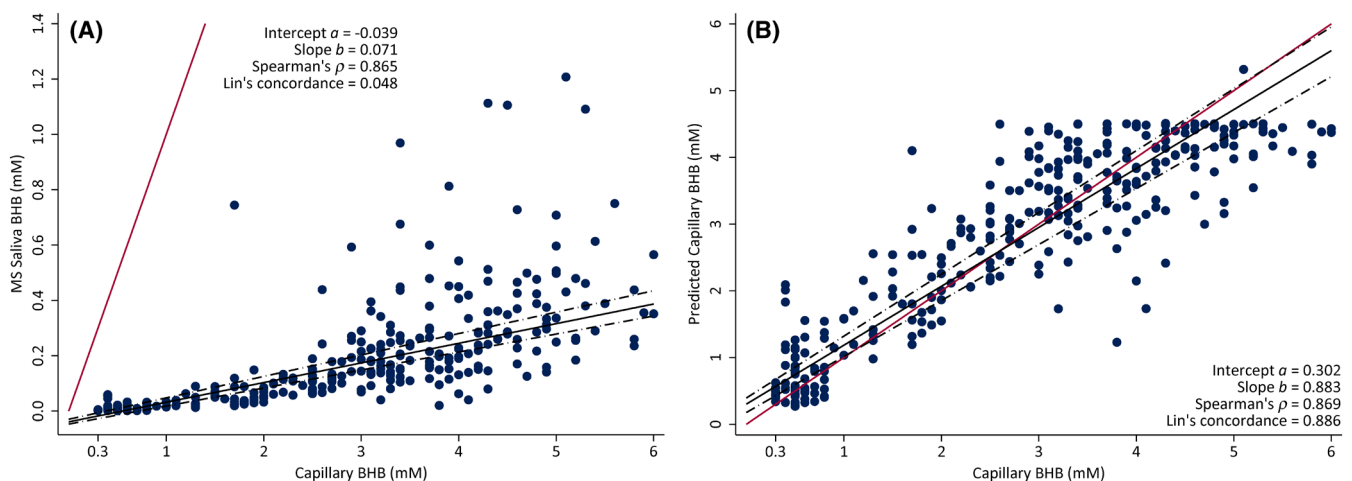 (A)
Intercept a = -0.039
Slope b = 0.071
Spearman's ρ = 0.865
Lin's concordance = 0.048
MS Saliva BHB (mM)
1.4
1.2
1.0
0.8
0.6
0.4
0.2
0.0
0.3 1 2 3 4 5 6
Capillary BHB (mM)
(B)
Predicted Capillary BHB (mM)
6
5
4
3
2
1
0
Intercept a = 0.302
Slope b = 0.883
Spearman's ρ = 0.869
Lin's concordance = 0.886
0.3 1 2 3 4 5 6
Capillary BHB (mM)